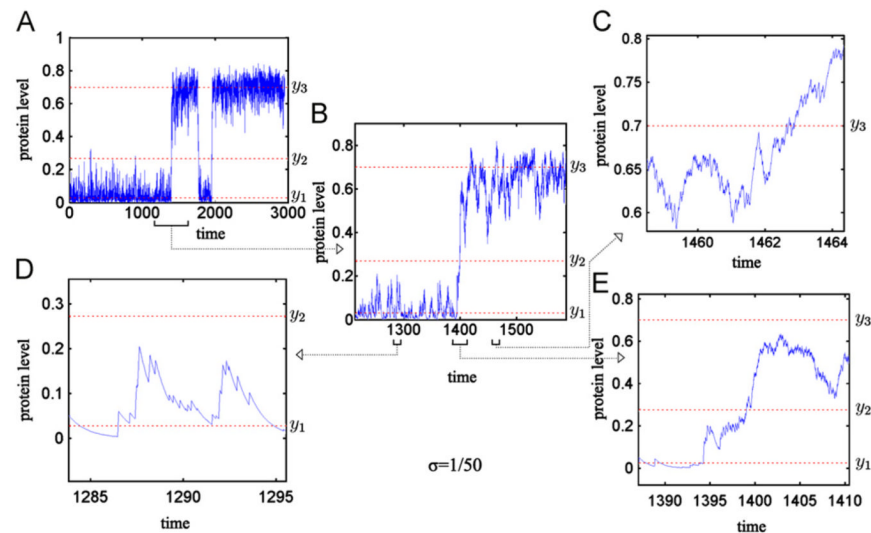 A
protein level
0.8
0.6
0.4
0.2
0
y₃
y₂
y₁
0 1000 2000 3000
time
B
protein level
0.8
0.6
0.4
0.2
0
y₃
y₂
y₁
1300 1400 1500
time
C
protein level
0.8
0.75
0.7
0.65
0.6
y₃
1460 1462 1464
time
D
protein level
0.3
0.2
0.1
0
y₂
y₁
1285 1290 1295
time
σ=1/50
E
protein level
0.8
0.6
0.4
0.2
0
y₃
y₂
y₁
1390 1395 1400 1405 1410
time